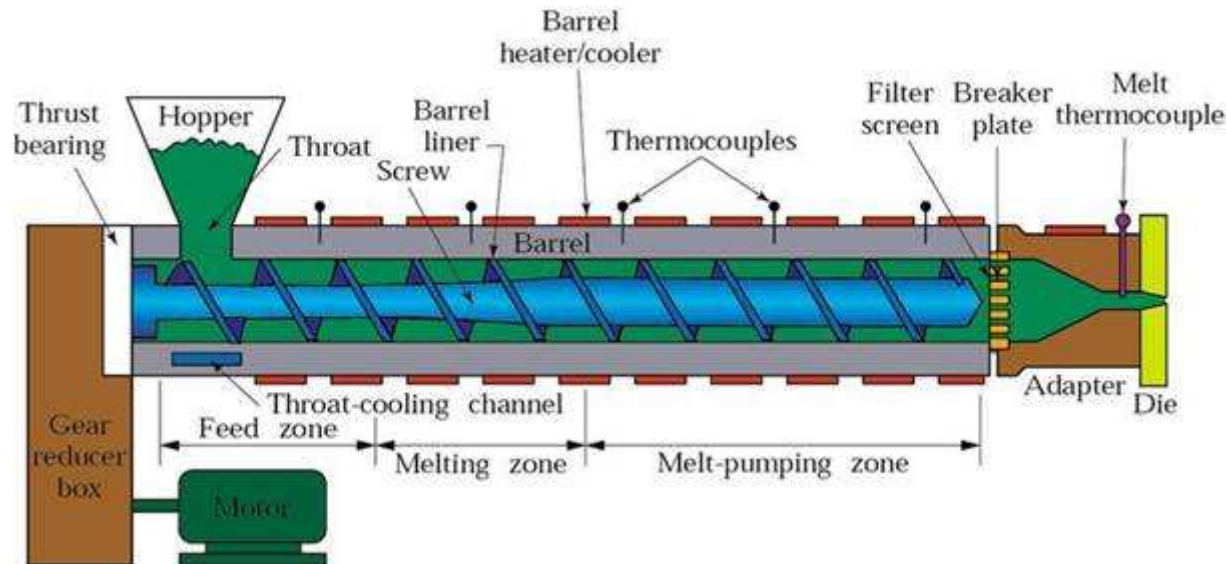 Barrel
heater/cooler
Thrust
bearing
Hopper
Throat
Barrel
liner
Screw
Thermocouples
Filter
screen
Breaker
plate
Melt
thermocouple
Barrel
Throat-cooling channel
Gear
reducer
box
Feed zone
Melting zone
Melt-pumping zone
Adapter
Die
Motor